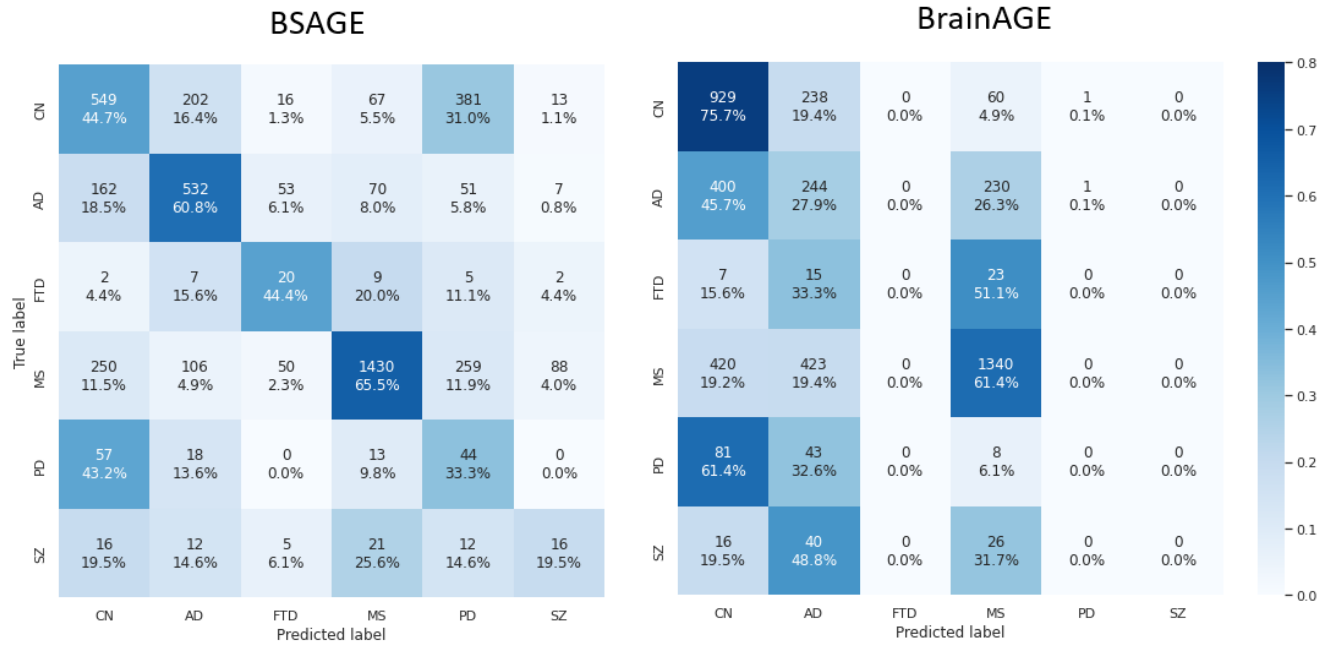 BSAGE
BrainAGE
True label
CN
549 202 16 67 381 13
44.7% 16.4% 1.3% 5.5% 31.0% 1.1%
AD
162 532 53 70 51 7
18.5% 60.8% 6.1% 8.0% 5.8% 0.8%
FTD
2 7 20 9 5 2
4.4% 15.6% 44.4% 20.0% 11.1% 4.4%
MS
250 106 50 1430 259 88
11.5% 4.9% 2.3% 65.5% 11.9% 4.0%
PD
57 18 0 13 44 0
43.2% 13.6% 0.0% 9.8% 33.3% 0.0%
SZ
16 12 5 21 12 16
19.5% 14.6% 6.1% 25.6% 14.6% 19.5%
CN AD FTD MS PD SZ
Predicted label
CN
929 238 0 60 1 0
75.7% 19.4% 0.0% 4.9% 0.1% 0.0%
AD
400 244 0 230 1 0
45.7% 27.9% 0.0% 26.3% 0.1% 0.0%
FTD
7 15 0 23 0 0
15.6% 33.3% 0.0% 51.1% 0.0% 0.0%
MS
420 423 0 1340 0 0
19.2% 19.4% 0.0% 61.4% 0.0% 0.0%
PD
81 43 0 8 0 0
61.4% 32.6% 0.0% 6.1% 0.0% 0.0%
SZ
16 40 0 26 0 0
19.5% 48.8% 0.0% 31.7% 0.0% 0.0%
CN AD FTD MS PD SZ
Predicted label
0.8
0.7
0.6
0.5
0.4
0.3
0.2
0.1
0.0